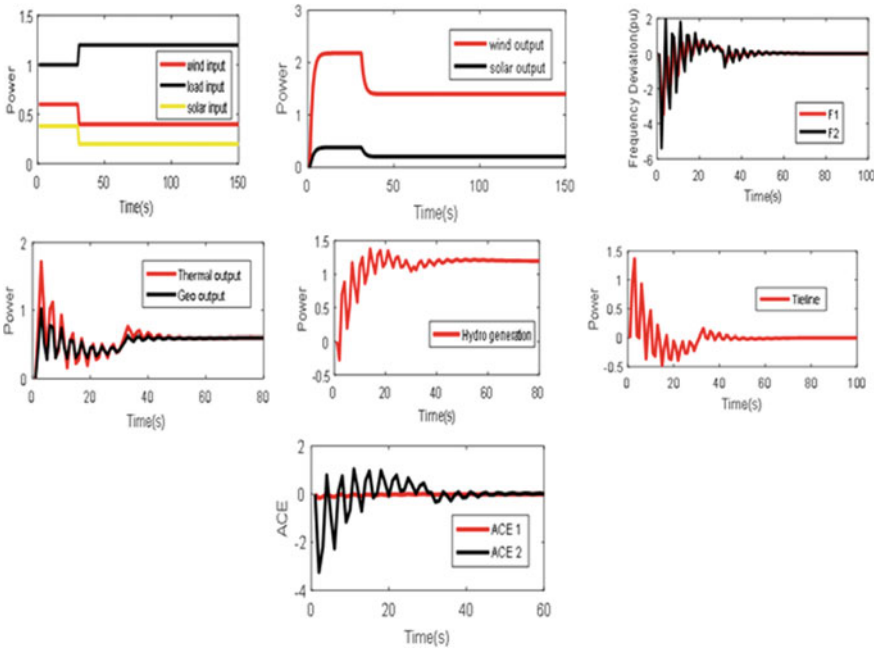 1.5
1
0.5
0
Power
wind input
load input
solar input
0
50
100
150
Time(s)
3
2
1
0
Power
wind output
solar output
0
50
100
150
Time(s)
2
0
-2
-4
-6
Frequency Deviation(pu)
F1
F2
0
20
40
60
80
100
Time(s)
2
1
0
Power
Thermal output
Geo output
0
20
40
60
80
Time(s)
1.5
1
0.5
0
-0.5
Power
Hydro generation
0
20
40
60
80
Time(s)
1.5
1
0.5
0
-0.5
Power
Tieline
0
20
40
60
80
100
Time(s)
2
0
-2
-4
ACE
ACE 1
ACE 2
0
20
40
60
Time(s)